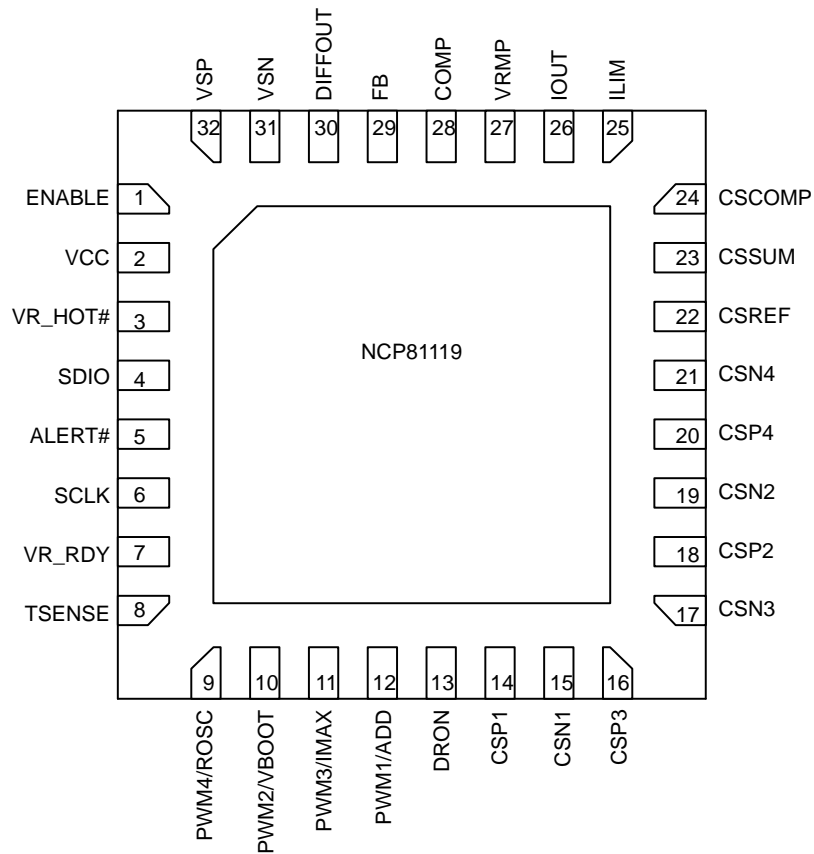 VSP
VSN
DIFFOUT
FB
COMP
VRMP
IOUT
ILIM
32
31
30
29
28
27
26
25
ENABLE 1
VCC 2
VR_HOT# 3
SDIO 4
ALERT# 5
SCLK 6
VR_RDY 7
TSENSE 8
NCP81119
24 CSCOMP
23 CSSUM
22 CSREF
21 CSN4
20 CSP4
19 CSN2
18 CSP2
17 CSN3
9
10
11
12
13
14
15
16
PWM4/ROSC
PWM2/VBOOT
PWM3/IMAX
PWM1/ADD
DRON
CSP1
CSN1
CSP3